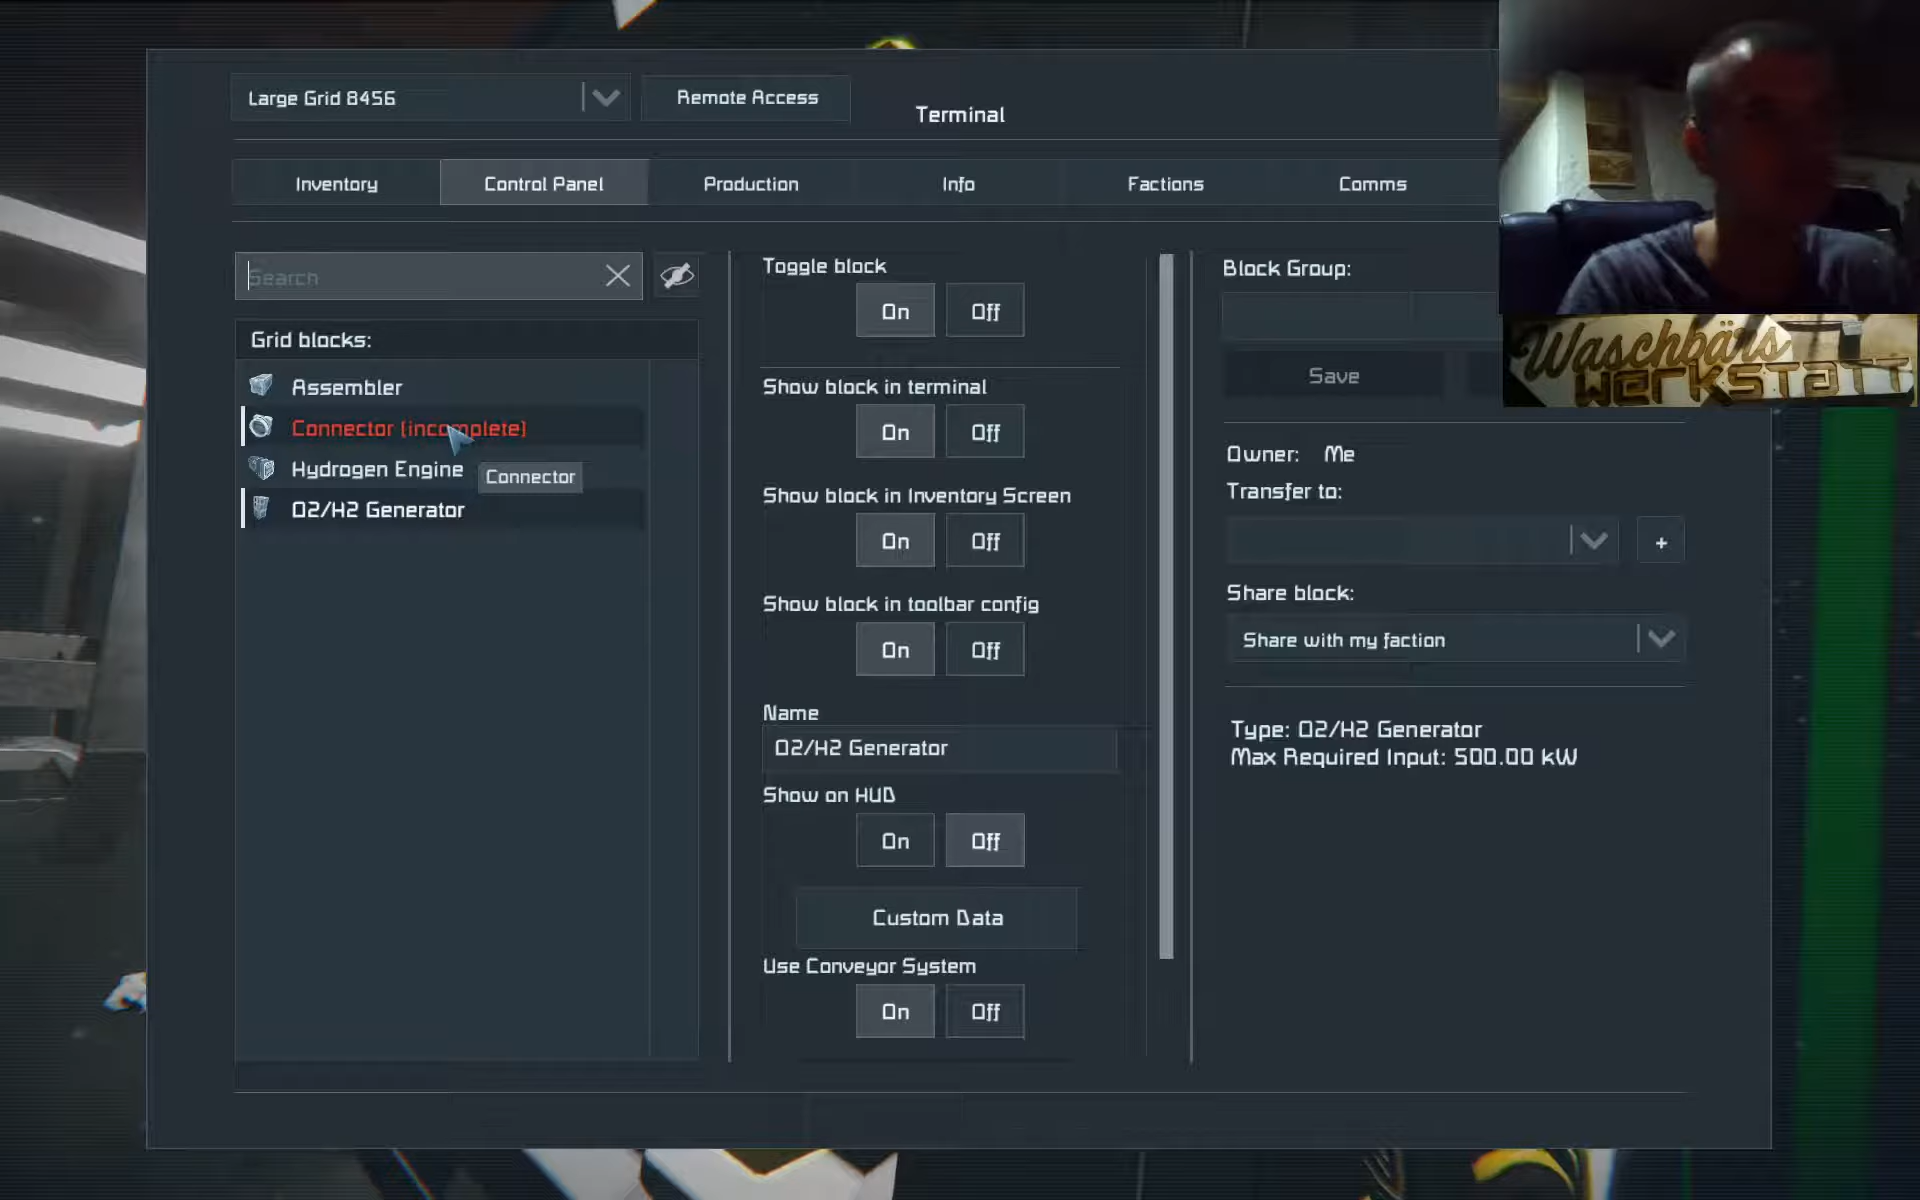 Large Grid 8456
Remote Access
Terminal
Inventory
Control Panel
Production
Info
Factions
Comms
Search
Grid blocks:
Assembler
Connector (incomplete)
Hydrogen Engine
Connector
O2/H2 Generator
Toggle block
On Off
Show block in terminal
On Off
Show block in Inventory Screen
On Off
Show block in toolbar config
On Off
Name
O2/H2 Generator
Show on HUD
On Off
Custom Data
Use Conveyor System
On Off
Block Group:
Save
Owner: Me
Transfer to:
+
Share block:
Share with my faction
Type: O2/H2 Generator
Max Required Input: 500.00 kW
Waschbärs
Werkstatt